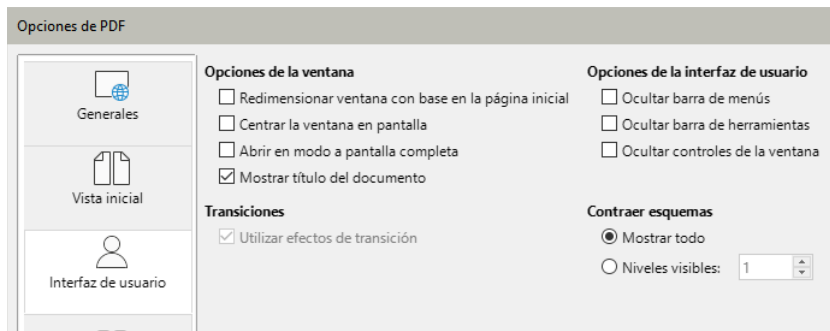 Opciones de PDF
Generales
Vista inicial
Interfaz de usuario
Opciones de la ventana
Redimensionar ventana con base en la página inicial
Centrar la ventana en pantalla
Abrir en modo a pantalla completa
Mostrar título del documento
Transiciones
Utilizar efectos de transición
Opciones de la interfaz de usuario
Ocultar barra de menús
Ocultar barra de herramientas
Ocultar controles de la ventana
Contraer esquemas
Mostrar todo
Niveles visibles: 1